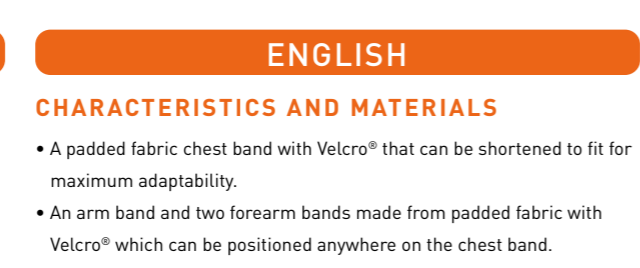 ENGLISH
CHARACTERISTICS AND MATERIALS
• A padded fabric chest band with Velcro® that can be shortened to fit for
maximum adaptability.
• An arm band and two forearm bands made from padded fabric with
Velcro® which can be positioned anywhere on the chest band.